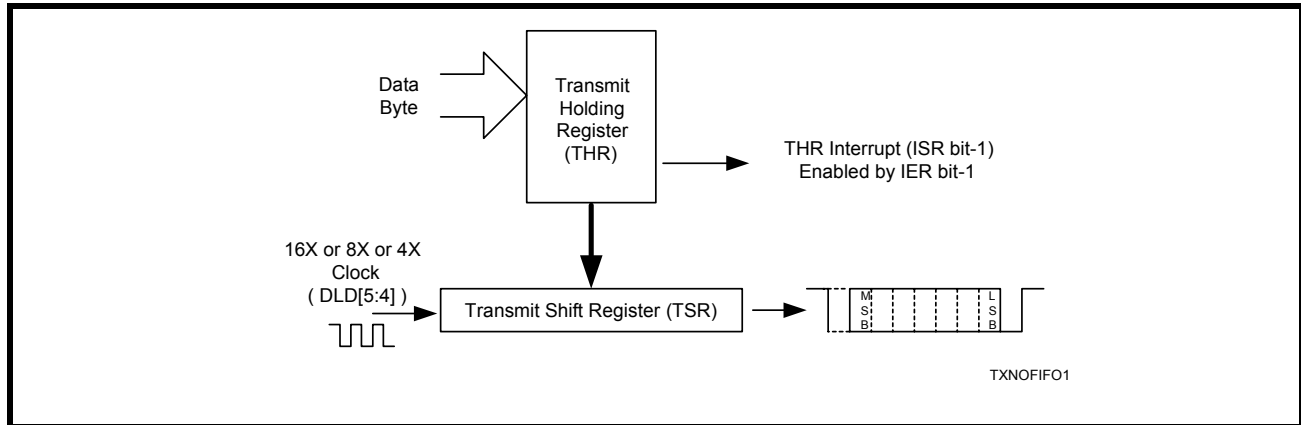 Data
Byte
Transmit
Holding
Register
(THR)
THR Interrupt (ISR bit-1)
Enabled by IER bit-1
16X or 8X or 4X
Clock
( DLD[5:4] )
Transmit Shift Register (TSR)
M
S
B
L
S
B
TXNOFIFO1